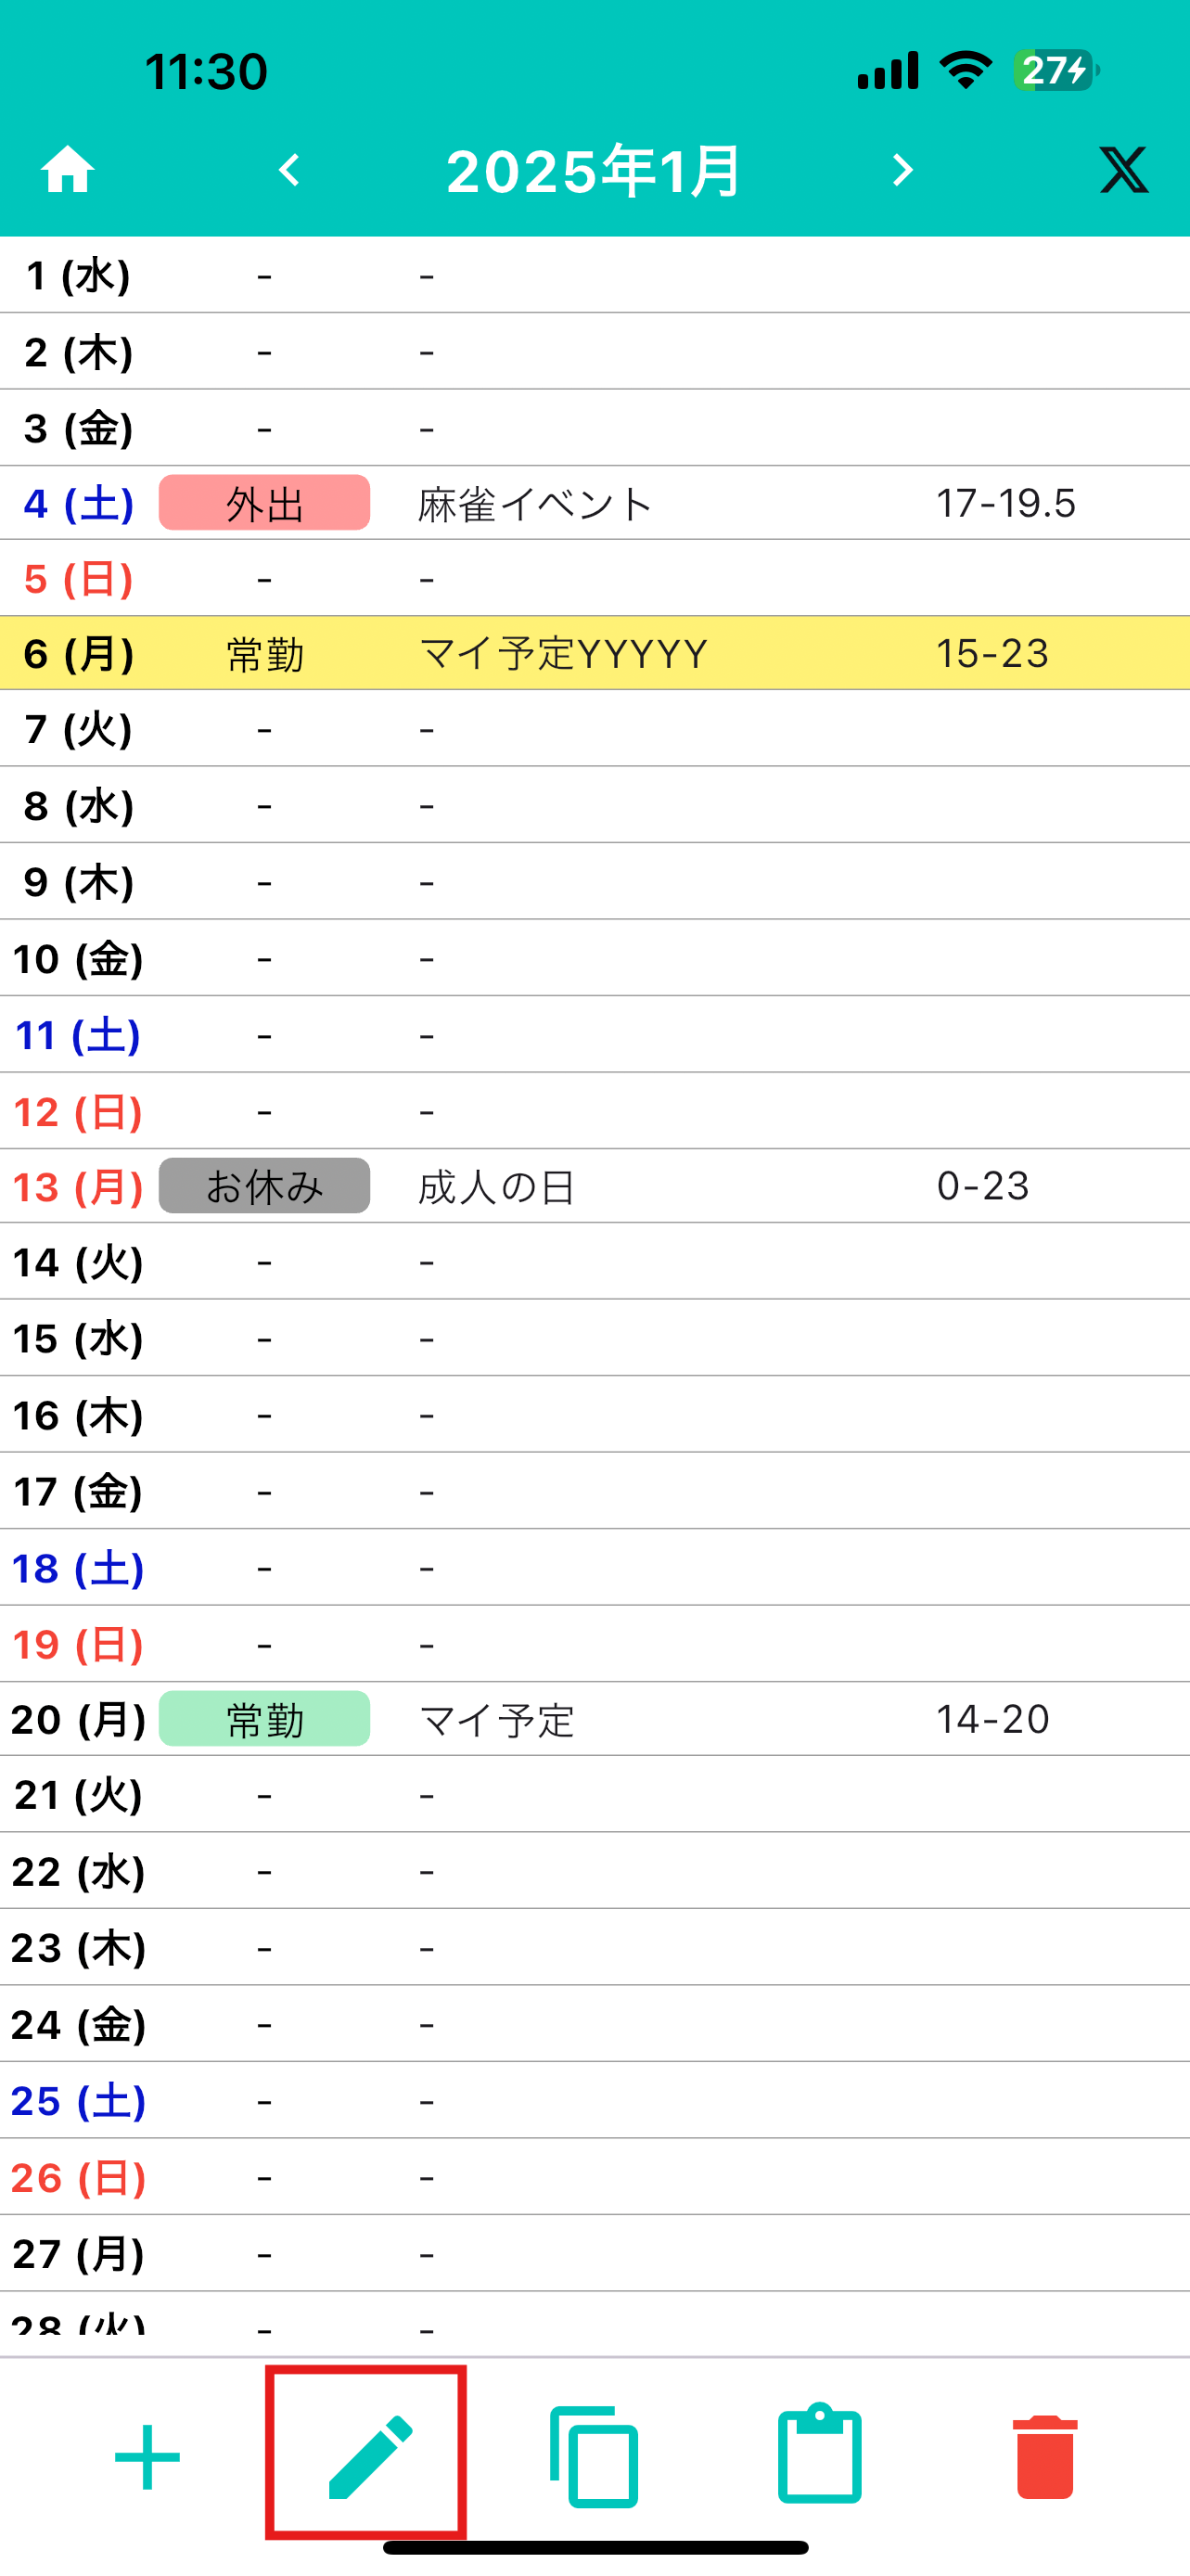 11:30 27
2025年1月
1 (水) - -
2 (木) - -
3 (金) - -
4 (土) 外出 麻雀イベント 17-19.5
5 (日) - -
6 (月) 常勤 マイ予定YYYYY 15-23
7 (火) - -
8 (水) - -
9 (木) - -
10 (金) - -
11 (土) - -
12 (日) - -
13 (月) お休み 成人の日 0-23
14 (火) - -
15 (水) - -
16 (木) - -
17 (金) - -
18 (土) - -
19 (日) - -
20 (月) 常勤 マイ予定 14-20
21 (火) - -
22 (水) - -
23 (木) - -
24 (金) - -
25 (土) - -
26 (日) - -
27 (月) - -
28 (火) - -